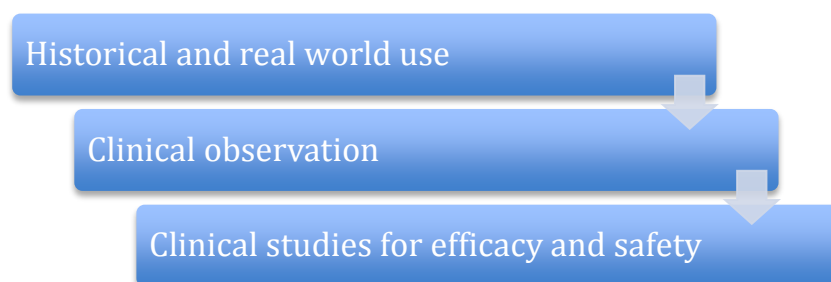 Historical and real world use
Clinical observation
Clinical studies for efficacy and safety